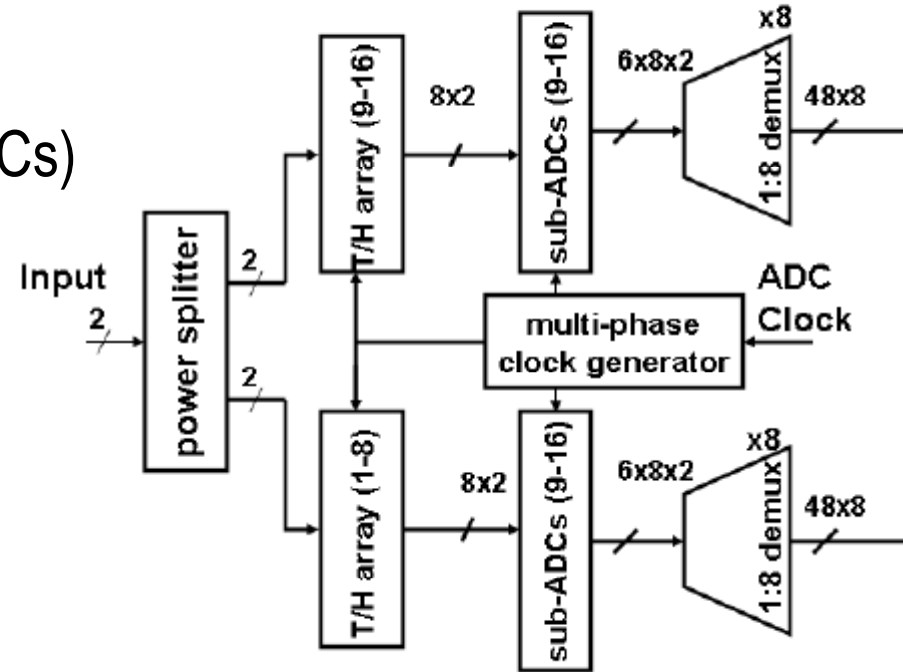 Cs)
Input
2
power splitter
2
2
T/H array (9-16)
8x2
sub-ADCs (9-16)
6x8x2
x8
1:8 demux
48x8
multi-phase
clock generator
ADC
Clock
T/H array (1-8)
8x2
sub-ADCs (9-16)
6x8x2
x8
1:8 demux
48x8